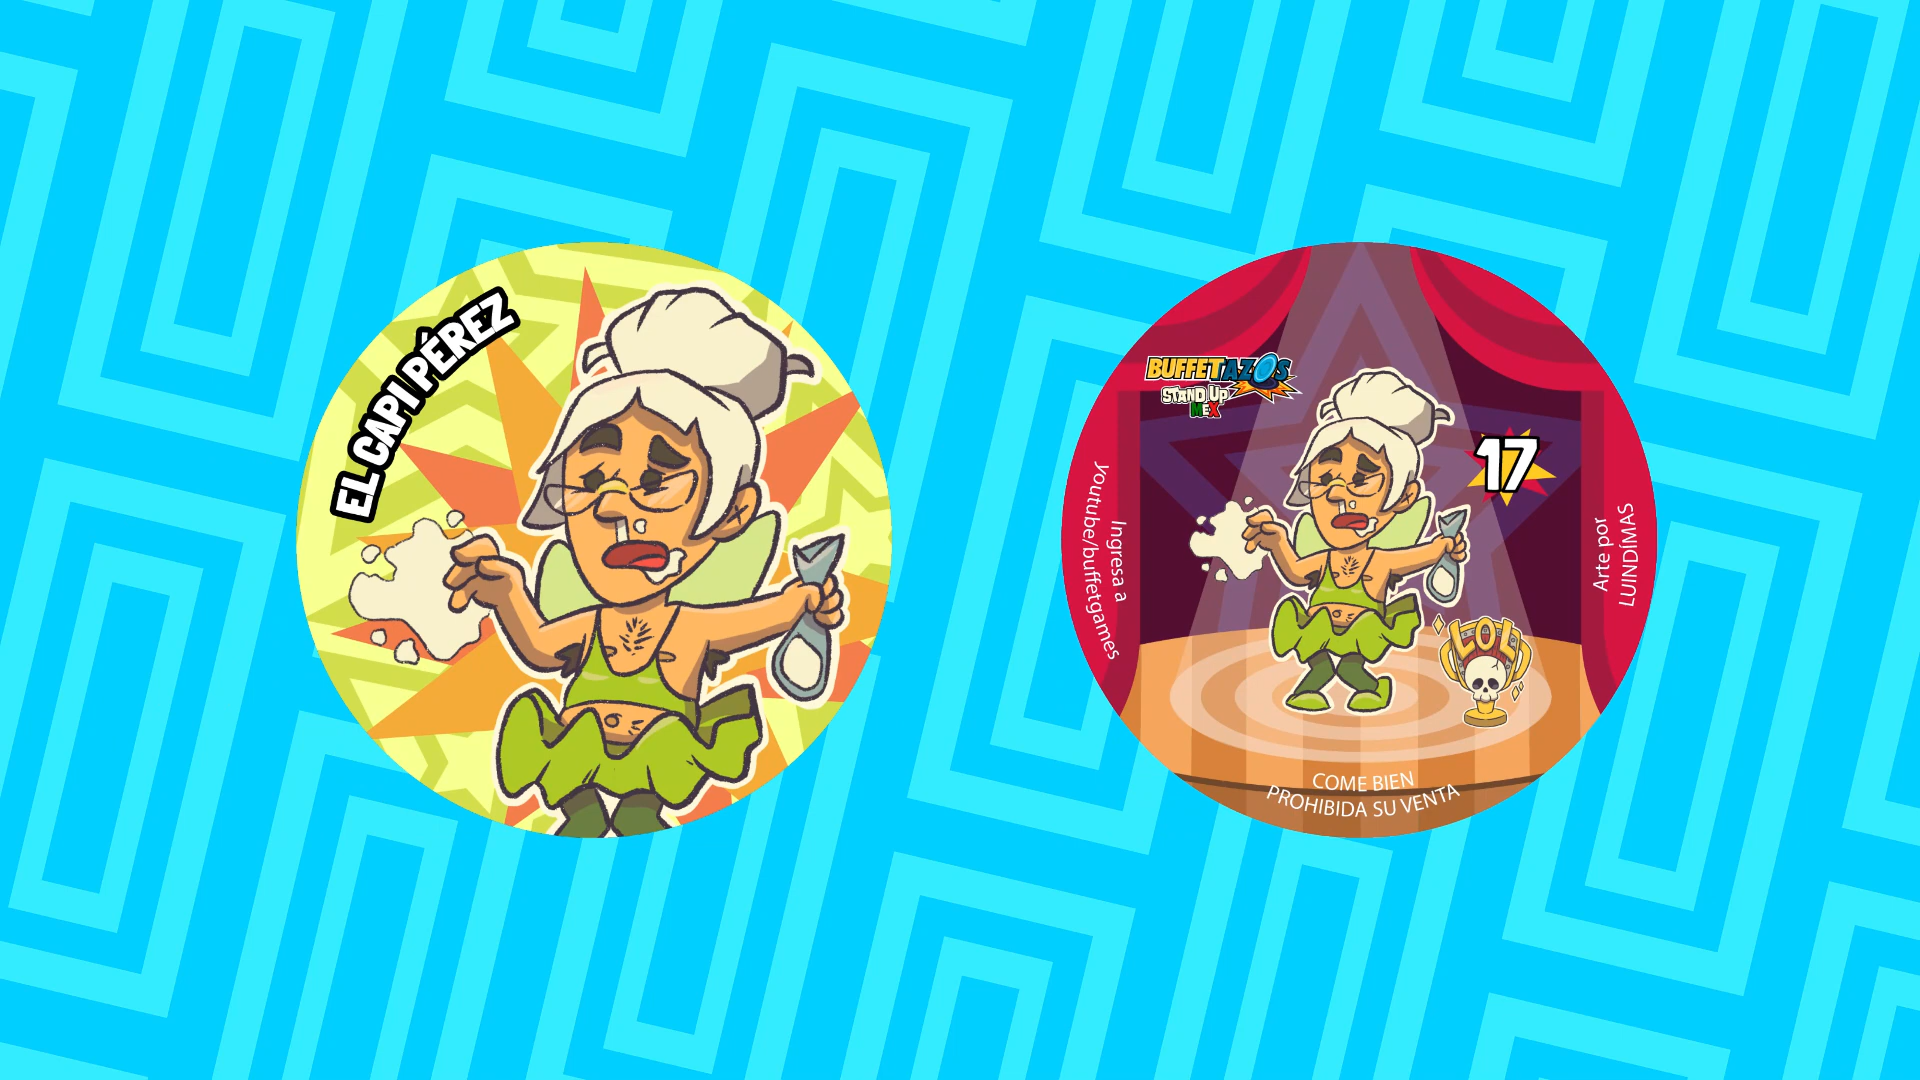 EL CAPI PÉREZ
BUFFETAZOS
STAND UP
MEX
17
Ingresa a
youtube/buffetgames
Arte por
LUINDÍMAS
LOL
COME BIEN
PROHIBIDA SU VENTA